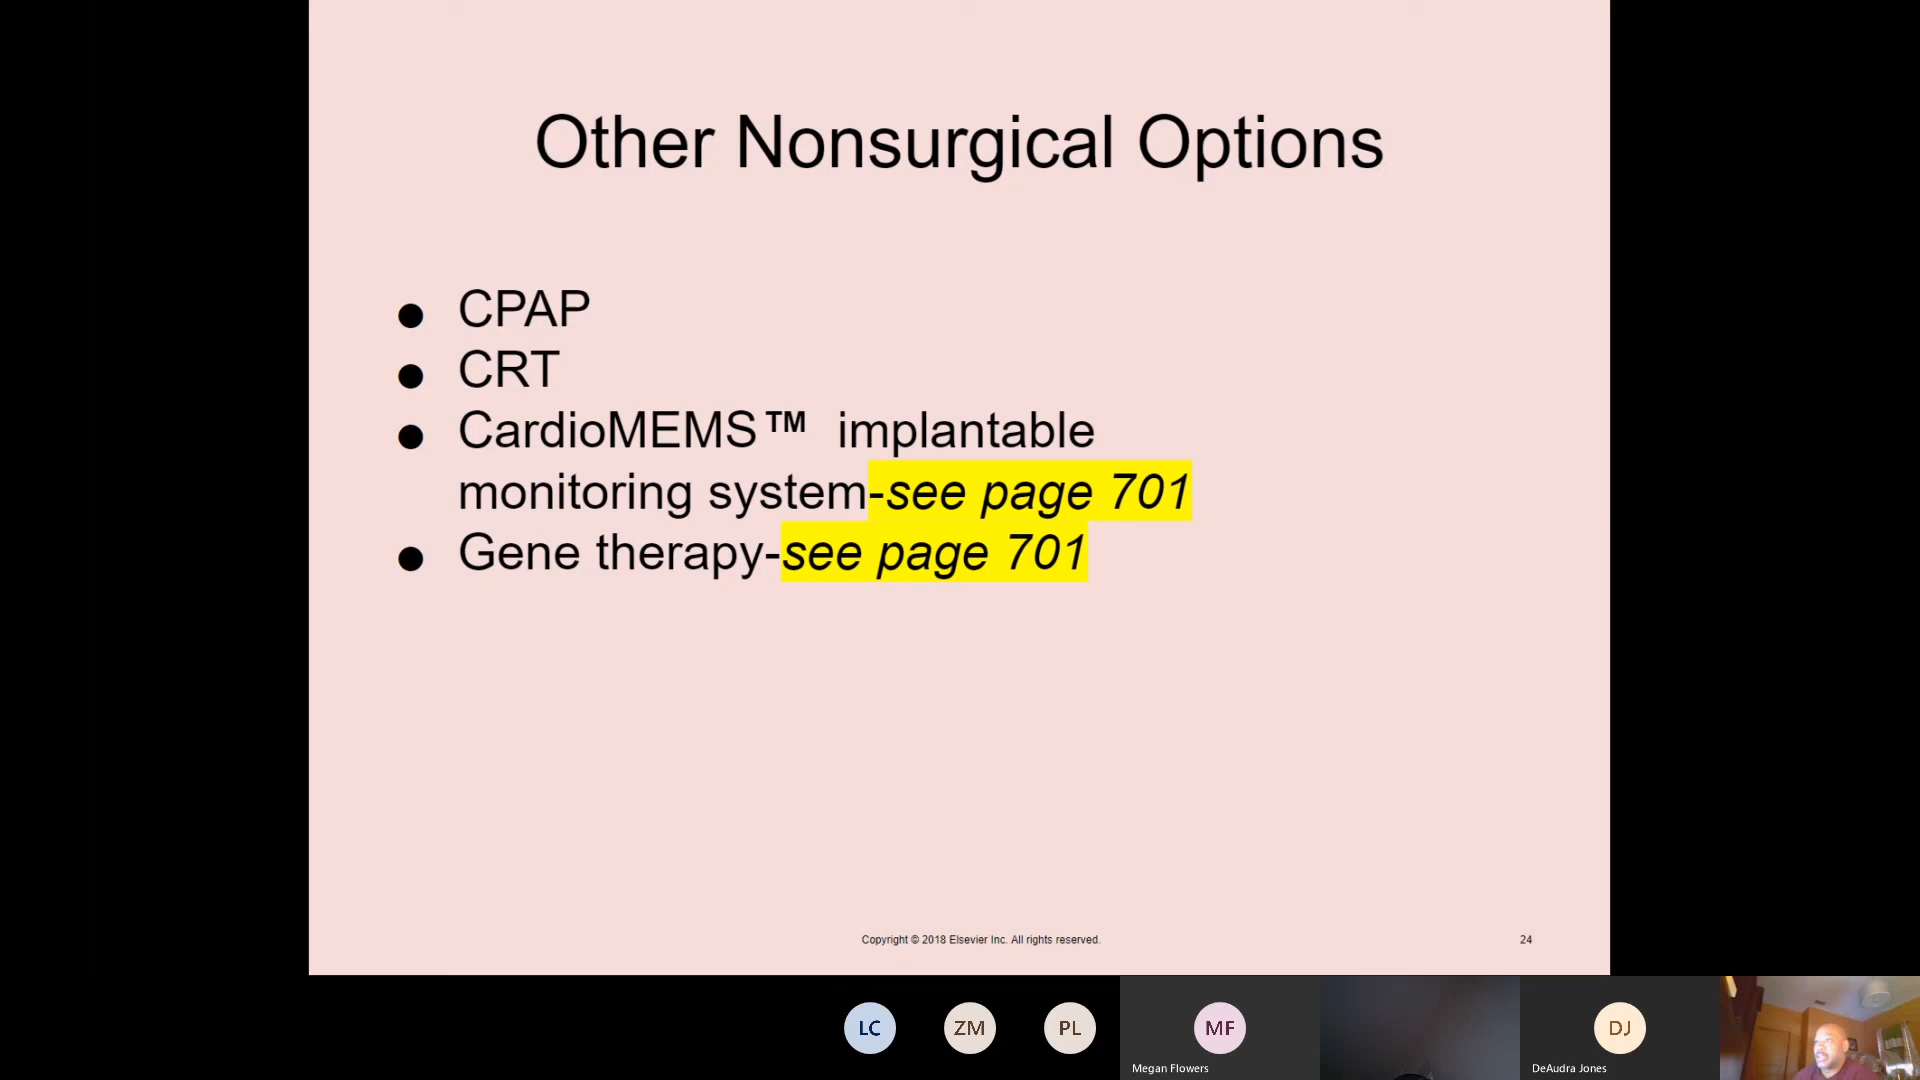 Other Nonsurgical Options
● CPAP
● CRT
● CardioMEMS™ implantable
monitoring system-see page 701
● Gene therapy-see page 701
Copyright © 2018 Elsevier Inc. All rights reserved.
24
LC
ZM
PL
MF
DJ
Megan Flowers
DeAudra Jones